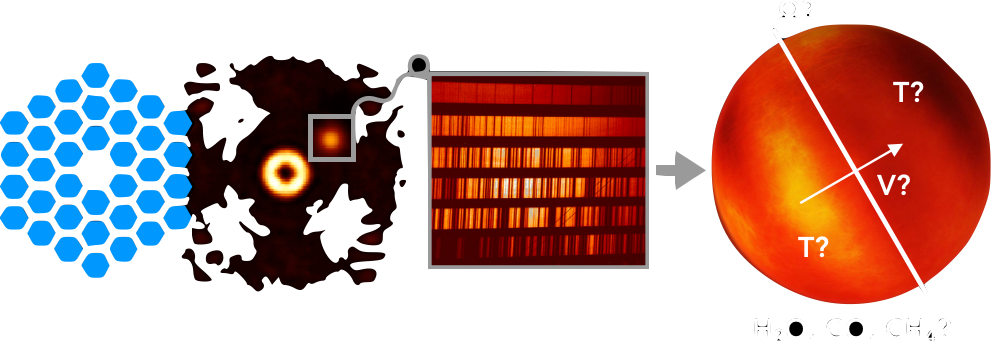 Ω?
T?
V?
T?
H₂O, CO, CH₄?